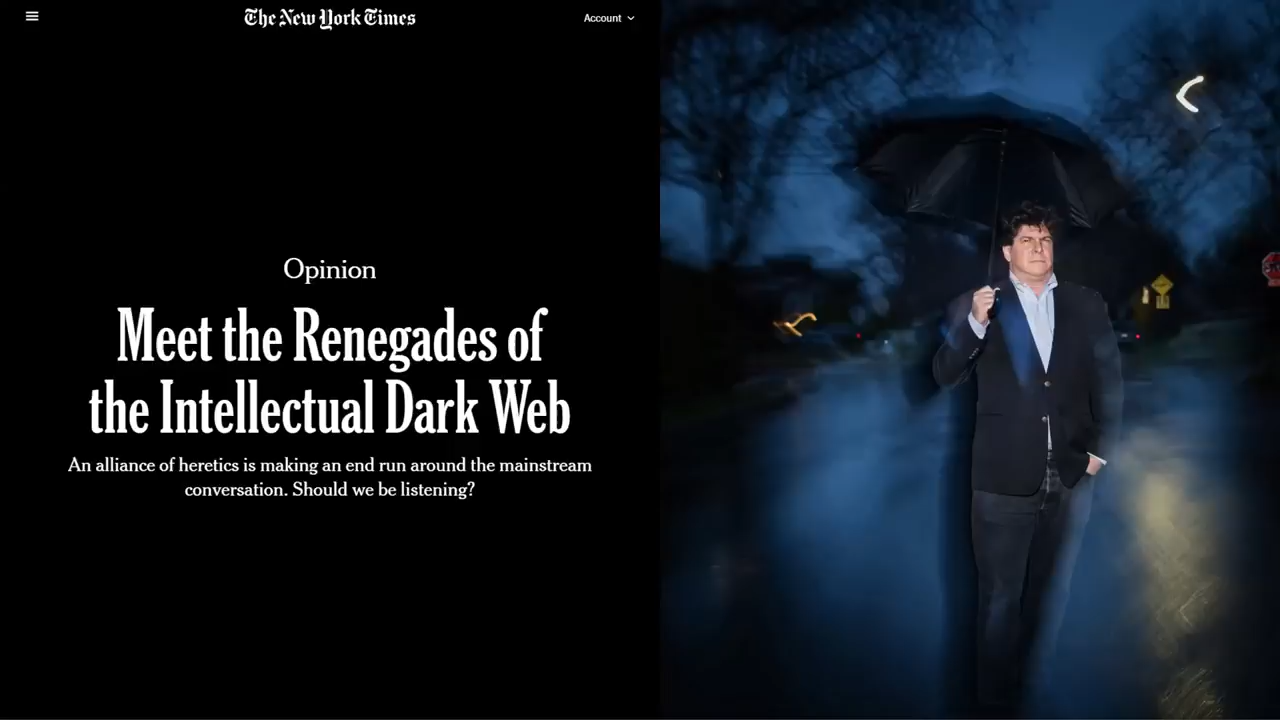 The New York Times
Account
Opinion
Meet the Renegades of
the Intellectual Dark Web
An alliance of heretics is making an end run around the mainstream
conversation. Should we be listening?